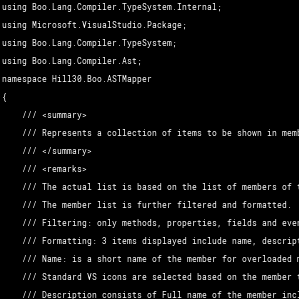 using Boo.Lang.Compiler.TypeSystem.Internal;
using Microsoft.VisualStudio.Package;
using Boo.Lang.Compiler.TypeSystem;
using Boo.Lang.Compiler.Ast;
namespace Hill30.Boo.ASTMapper
{
/// <summary>
/// Represents a collection of items to be shown in
/// </summary>
/// <remarks>
/// The actual list is based on the list of members of
/// The member list is further filtered and formatted.
/// Filtering: only methods, properties, fields and
/// Formatting: 3 items displayed include name,
/// Name: is a short name of the member for overloaded
/// Standard VS icons are selected based on the member
/// Description consists of Full name of the member